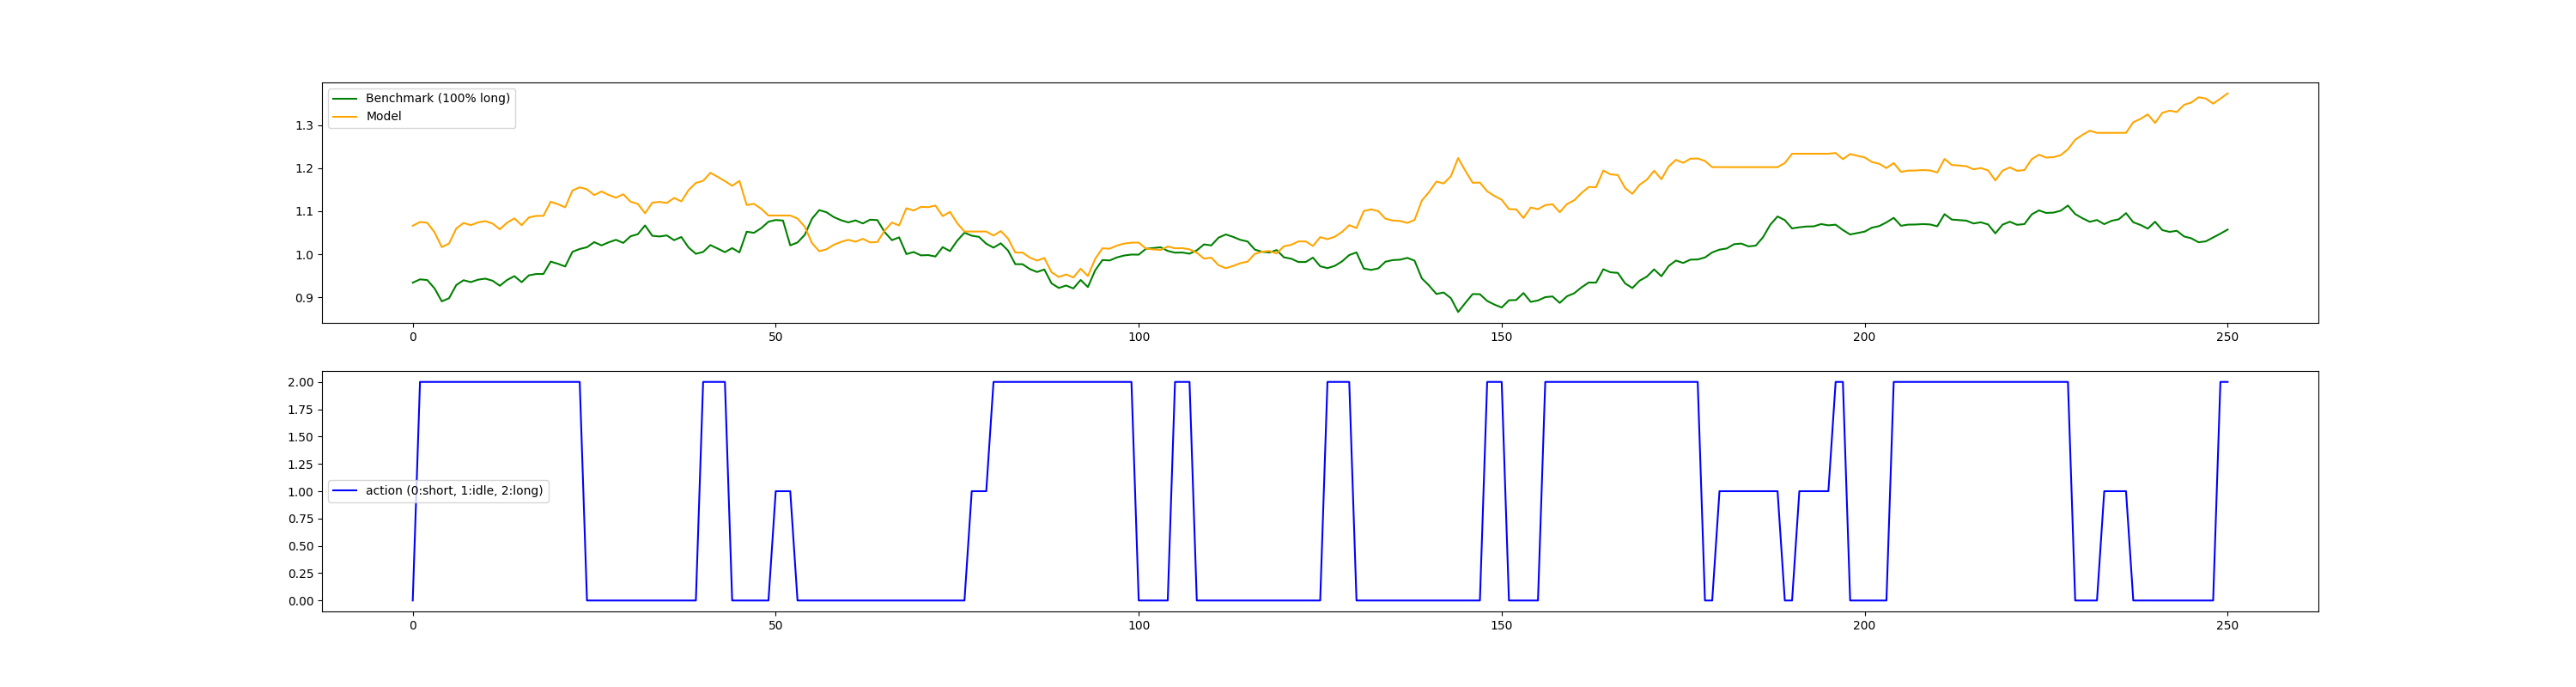 Benchmark (100% long)
Model
1.3
1.2
1.1
1.0
0.9
0 50 100 150 200 250
2.00
1.75
1.50
1.25
1.00
0.75
0.50
0.25
0.00
action (0:short, 1:idle, 2:long)
0 50 100 150 200 250